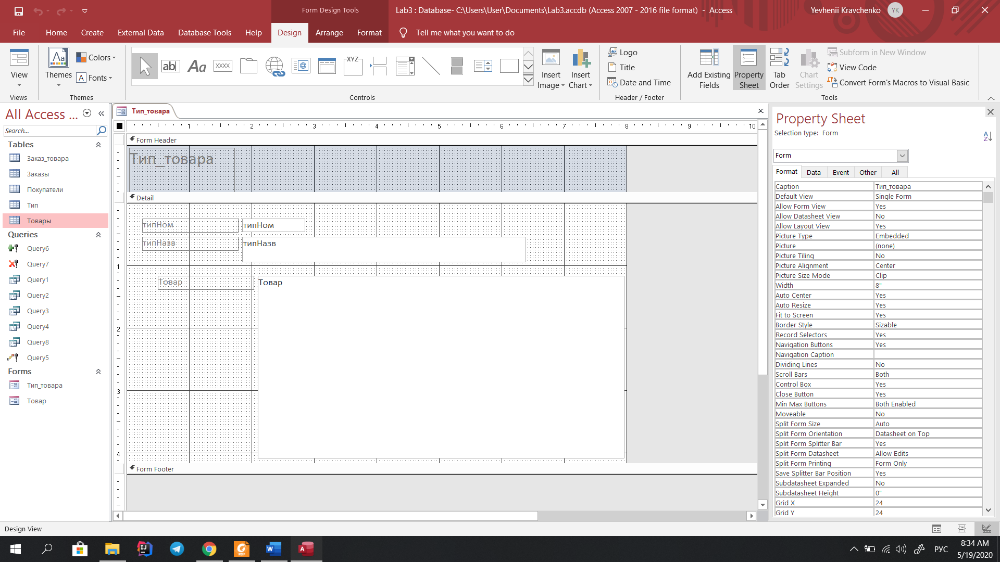 Form Design Tools
Lab3 : Database- C:\Users\User\Documents\Lab3.accdb (Access 2007 - 2016 file format)  -  Access
Yevhenii Kravchenko
YK
File
Home
Create
External Data
Database Tools
Help
Design
Arrange
Format
Tell me what you want to do
View
Views
Aa
Themes
Colors
A Fonts
Themes
ab|
Aa
XXXX
XYZ
Controls
Insert Image
Insert Chart
Logo
Title
Date and Time
Header / Footer
Add Existing Fields
Property Sheet
Tab Order
Chart Settings
Subform in New Window
View Code
Convert Form's Macros to Visual Basic
Tools
All Access ...
Search...
Tables
Заказ_товара
Заказы
Покупатели
Тип
Товары
Queries
Query6
Query7
Query1
Query2
Query3
Query4
Query8
Query5
Forms
Тип_товара
Товар
Тип_товара
1 2 3 4 5 6 7 8 9 10
Form Header
Тип_товара
Detail
типНом
типНом
типНазв
типНазв
1
Товар
Товар
2
3
4
Form Footer
Property Sheet
Selection type: Form
AZ
Form
Format
Data
Event
Other
All
Caption Тип_товара
Default View Single Form
Allow Form View Yes
Allow Datasheet View No
Allow Layout View Yes
Picture Type Embedded
Picture (none)
Picture Tiling No
Picture Alignment Center
Picture Size Mode Clip
Width 8"
Auto Center Yes
Auto Resize Yes
Fit to Screen Yes
Border Style Sizable
Record Selectors Yes
Navigation Buttons Yes
Navigation Caption
Dividing Lines No
Scroll Bars Both
Control Box Yes
Close Button Yes
Min Max Buttons Both Enabled
Moveable No
Split Form Size Auto
Split Form Orientation Datasheet on Top
Split Form Splitter Bar Yes
Split Form Datasheet Allow Edits
Split Form Printing Form Only
Save Splitter Bar Position Yes
Subdatasheet Expanded No
Subdatasheet Height 0"
Grid X 24
Grid Y 24
Design View
IJ
PDF
W
A
РУС
8:34 AM
5/19/2020